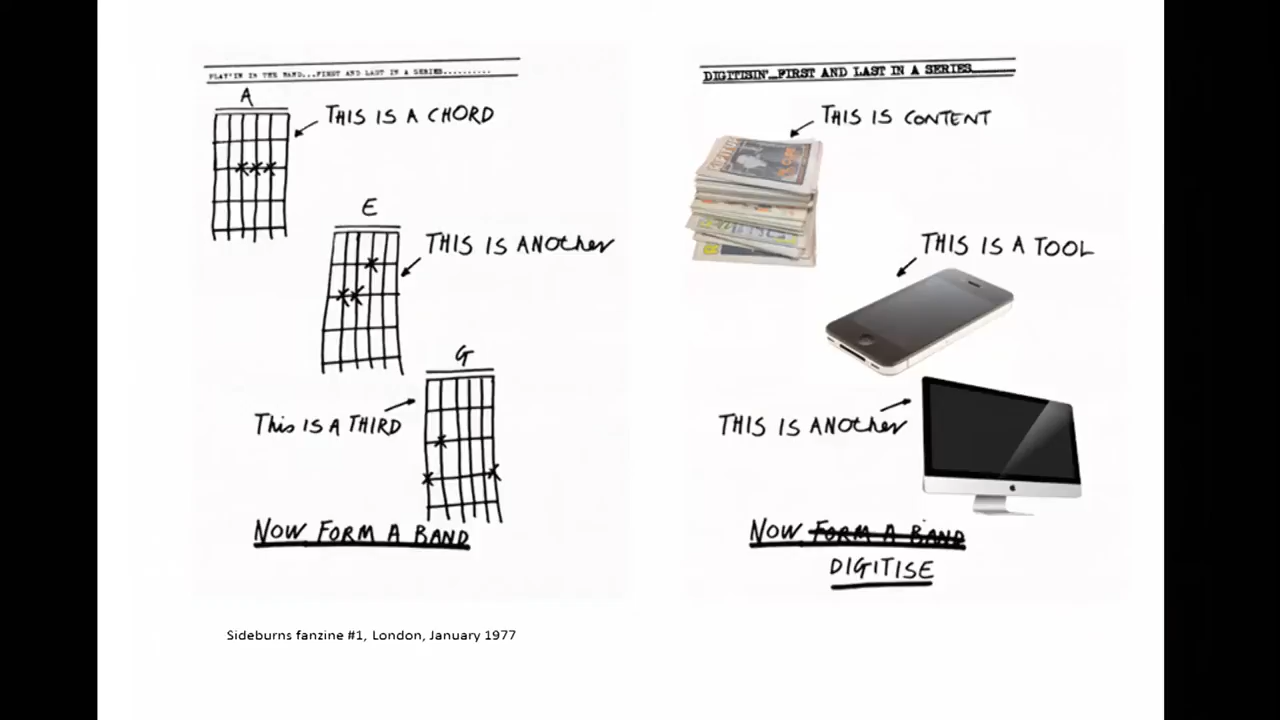 PLAY'IN IN THE BAND...FIRST AND LAST IN A SERIES..........
A
THIS IS A CHORD
E
THIS IS ANOTHER
G
THIS IS A THIRD
NOW FORM A BAND
Sideburns fanzine #1, London, January 1977
DIGITISIN'...FIRST AND LAST IN A SERIES..........
THIS IS CONTENT
THIS IS A TOOL
THIS IS ANOTHER
NOW FORM A BAND
DIGITISE